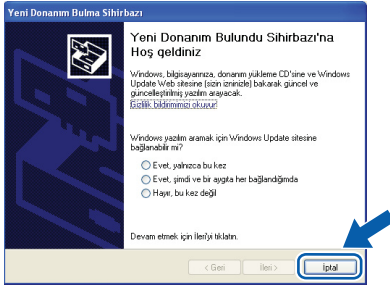 Yeni Donanım Bulma Sihirbazı
Yeni Donanım Bulundu Sihirbazı'na
Hoş geldiniz
Windows, bilgisayarınıza, donanım yükleme CD'sine ve Windows
Update Web sitesine (sizin izninizle) bakarak güncel ve
güncelleştirilmiş yazılım arayacak.
Gizlilik bildirimimizi okuyun!
Windows yazılım aramak için Windows Update sitesine
bağlanabilir mi?
Evet, yalnızca bu kez
Evet, şimdi ve bir aygıta her bağlandığımda
Hayır, bu kez değil
Devam etmek için İleri'yi tıklatın.
< Geri
İleri >
İptal